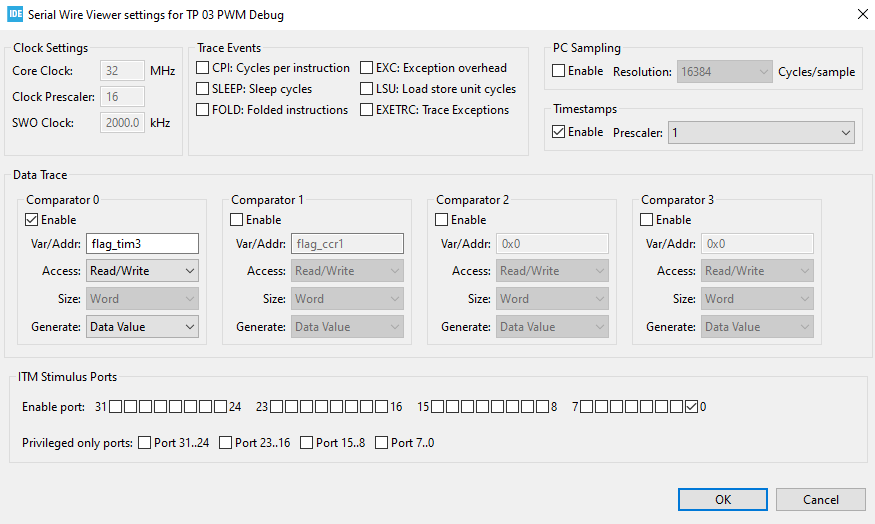 IDE Serial Wire Viewer settings for TP 03 PWM Debug
Clock Settings
Core Clock: 32 MHz
Clock Prescaler: 16
SWO Clock: 2000.0 kHz
Trace Events
CPI: Cycles per instruction EXC: Exception overhead
SLEEP: Sleep cycles LSU: Load store unit cycles
FOLD: Folded instructions EXETRC: Trace Exceptions
PC Sampling
Enable Resolution: 16384 Cycles/sample
Timestamps
Enable Prescaler: 1
Data Trace
Comparator 0
Enable
Var/Addr: flag_tim3
Access: Read/Write
Size: Word
Generate: Data Value
Comparator 1
Enable
Var/Addr: flag_ccr1
Access: Read/Write
Size: Word
Generate: Data Value
Comparator 2
Enable
Var/Addr: 0x0
Access: Read/Write
Size: Word
Generate: Data Value
Comparator 3
Enable
Var/Addr: 0x0
Access: Read/Write
Size: Word
Generate: Data Value
ITM Stimulus Ports
Enable port: 31 24 23 16 15 8 7 0
Privileged only ports: Port 31..24 Port 23..16 Port 15..8 Port 7..0
OK Cancel